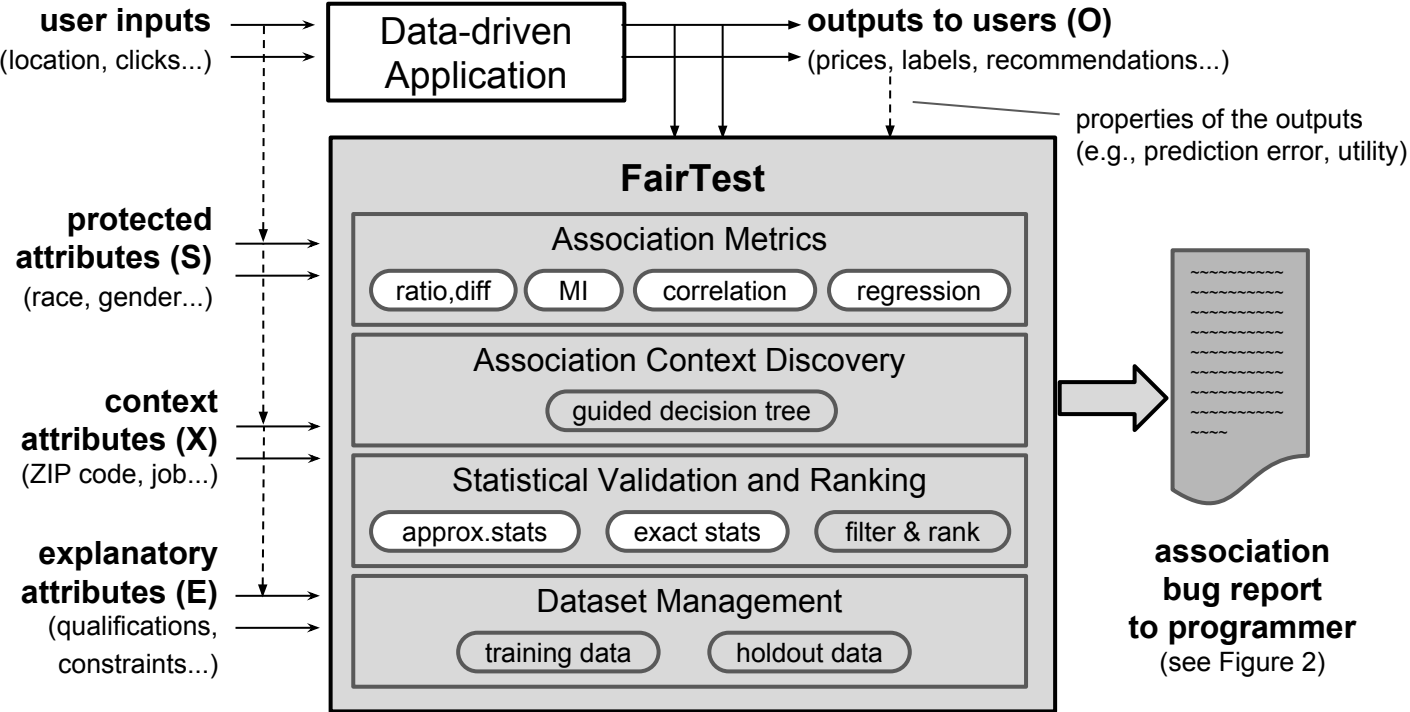 user inputs
(location, clicks...)
Data-driven
Application
outputs to users (O)
(prices, labels, recommendations...)
properties of the outputs
(e.g., prediction error, utility)
FairTest
protected
attributes (S)
(race, gender...)
Association Metrics
ratio,diff MI correlation regression
Association Context Discovery
guided decision tree
context
attributes (X)
(ZIP code, job...)
Statistical Validation and Ranking
approx.stats exact stats filter & rank
explanatory
attributes (E)
(qualifications,
constraints...)
Dataset Management
training data holdout data
association
bug report
to programmer
(see Figure 2)